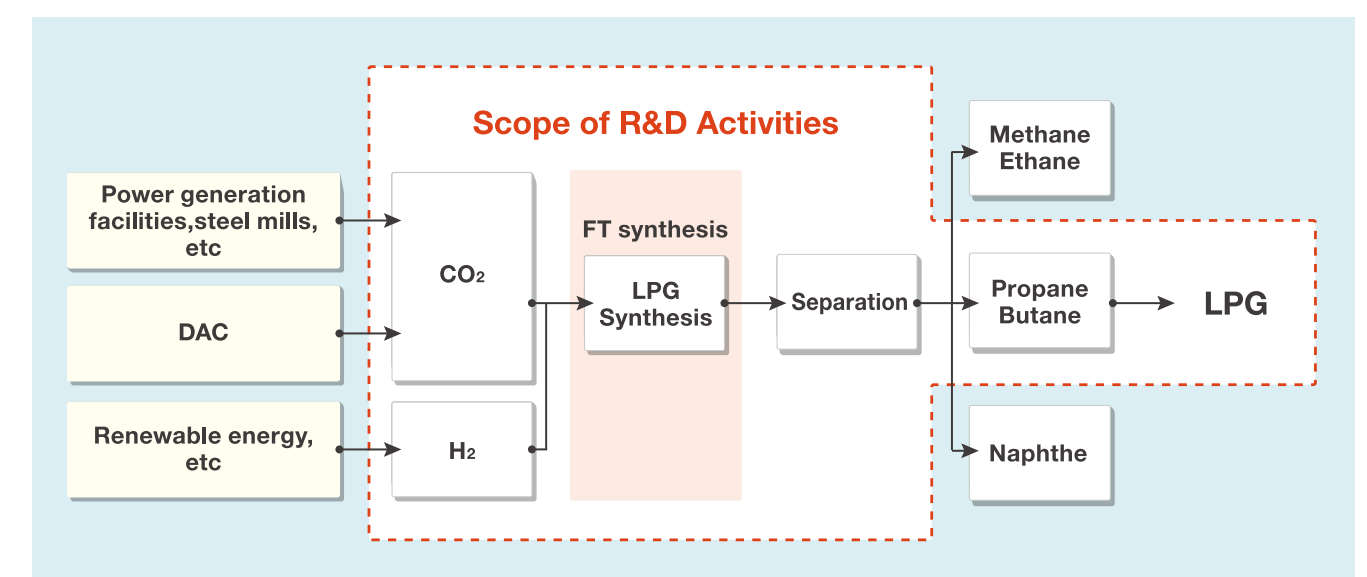 Scope of R&D Activities
Power generation
facilities,steel mills,
etc
DAC
Renewable energy,
etc
CO₂
H₂
FT synthesis
LPG
Synthesis
Separation
Methane
Ethane
Propane
Butane
LPG
Naphthe